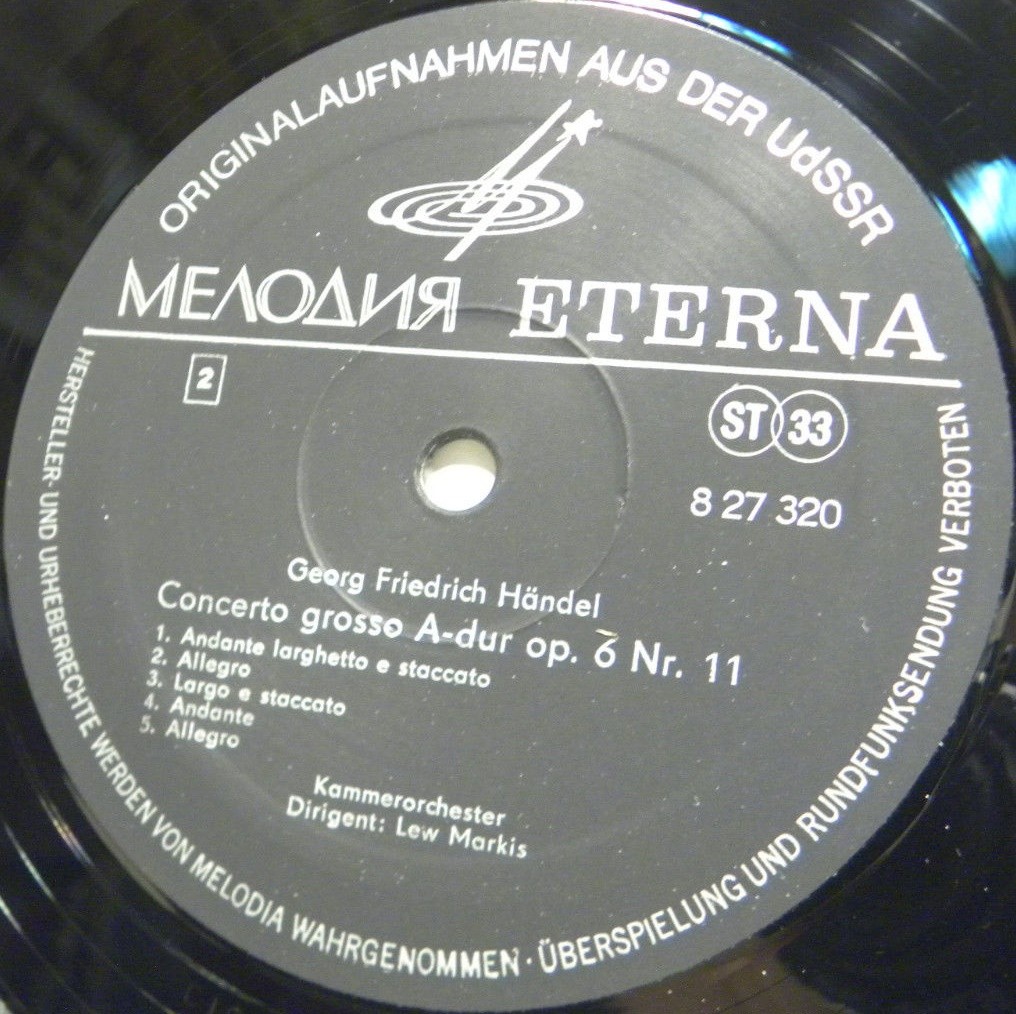 ORIGINALAUFNAHMEN AUS DER UdSSR
МЕЛОДИЯ ETERNA
2
ST 33
8 27 320
Georg Friedrich Händel
Concerto grosso A-dur op. 6 Nr. 11
1. Andante larghetto e staccato
2. Allegro
3. Largo e staccato
4. Andante
5. Allegro
Kammerorchester
Dirigent: Lew Markis
HERSTELLER- UND URHEBERRECHTE WERDEN VON MELODIA WAHRGENOMMEN · ÜBERSPIELUNG UND RUNDFUNKSENDUNG VERBOTEN